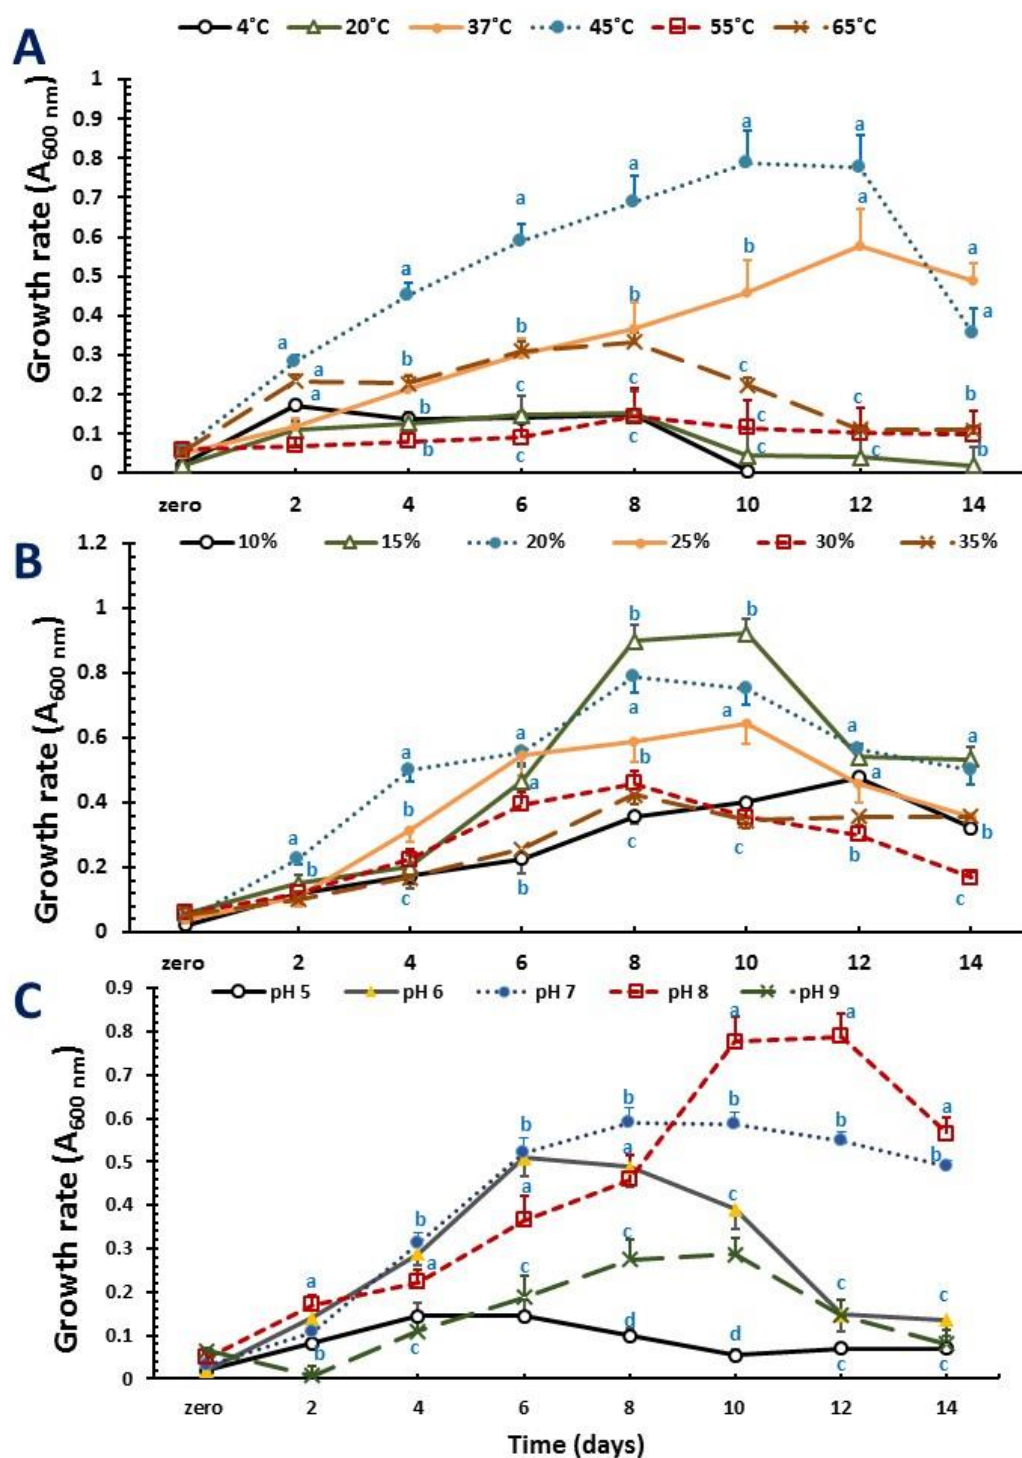 A
4˚C 20˚C 37˚C 45˚C 55˚C 65˚C
Growth rate (A600 nm)
1
0.9
0.8
0.7
0.6
0.5
0.4
0.3
0.2
0.1
0
a a
a a
a a
a b
a a a
b b b b c
a b c c c b
b c c c c b
zero 2 4 6 8 10 12 14
B
10% 15% 20% 25% 30% 35%
Growth rate (A600 nm)
1.2
1
0.8
0.6
0.4
0.2
0
b b
a a a a a a
a b b a a
b c b c c b b c
zero 2 4 6 8 10 12 14
C
pH 5 pH 6 pH 7 pH 8 pH 9
Growth rate (A600 nm)
0.9
0.8
0.7
0.6
0.5
0.4
0.3
0.2
0.1
0
a a
b b b b a
a b a a c b
a c c c c
b c d d c c
zero 2 4 6 8 10 12 14
Time (days)